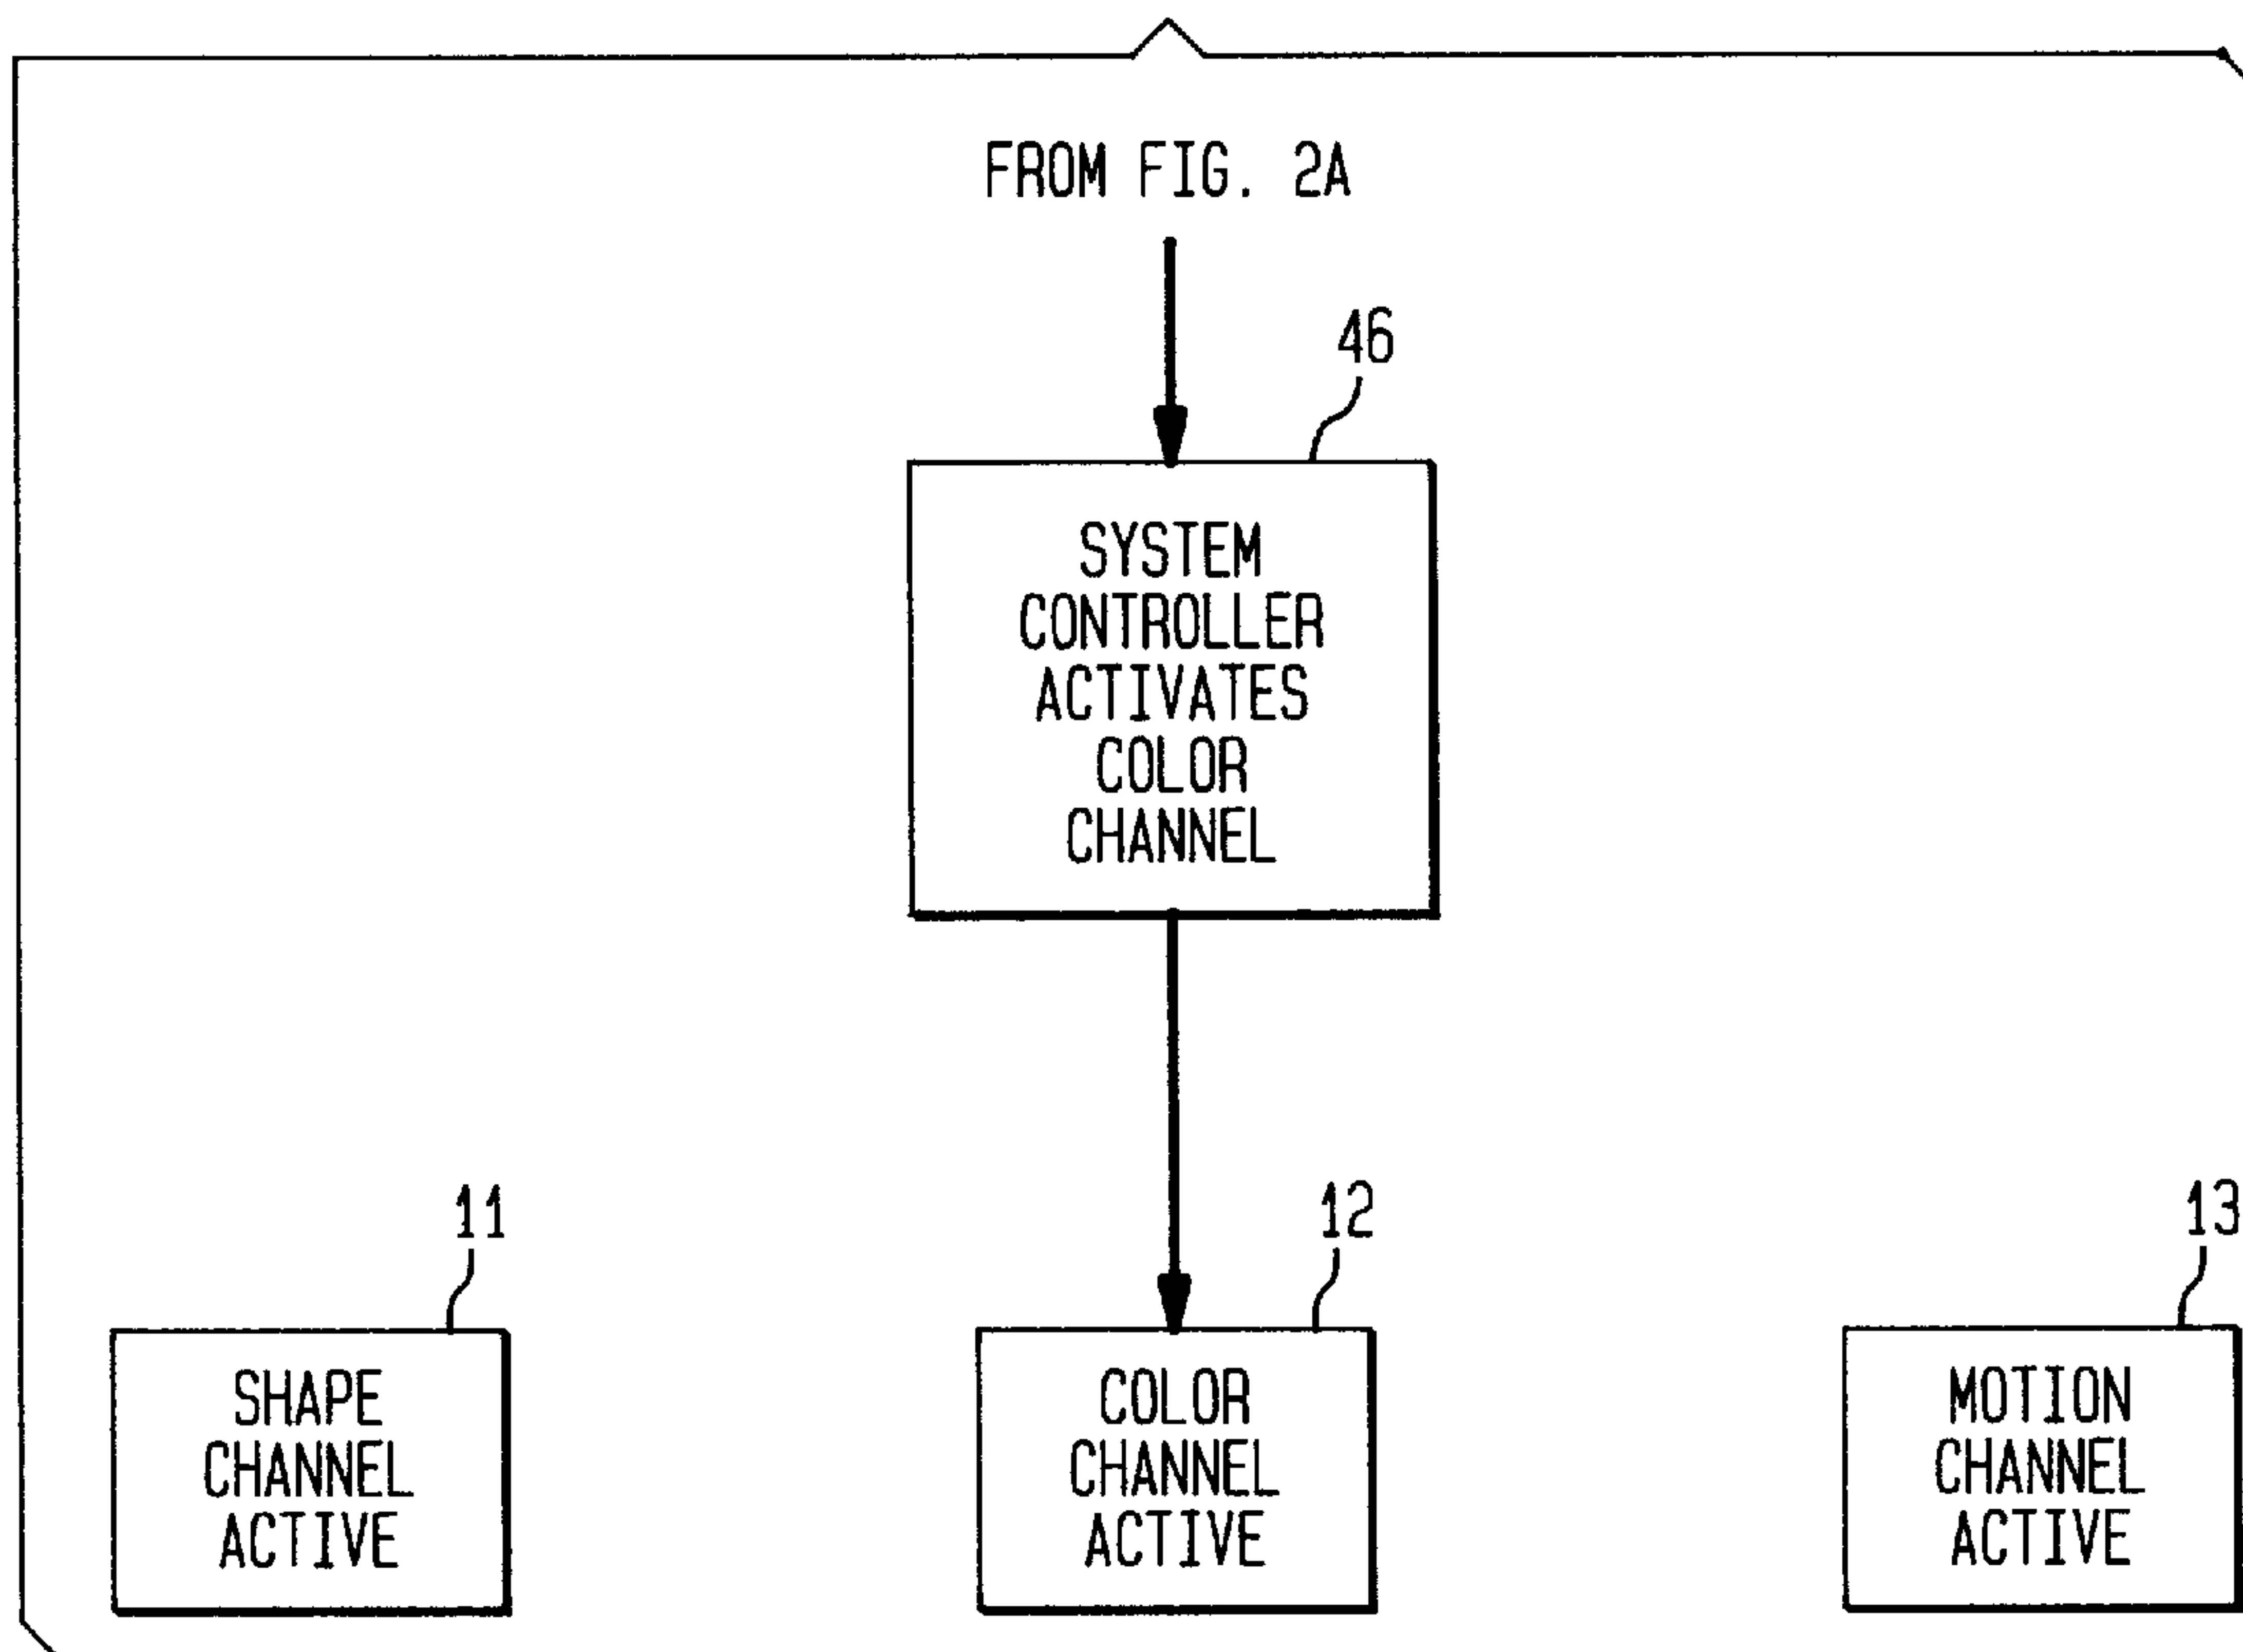 FROM FIG. 2A
46
SYSTEM
CONTROLLER
ACTIVATES
COLOR
CHANNEL
11
12
13
SHAPE
CHANNEL
ACTIVE
COLOR
CHANNEL
ACTIVE
MOTION
CHANNEL
ACTIVE